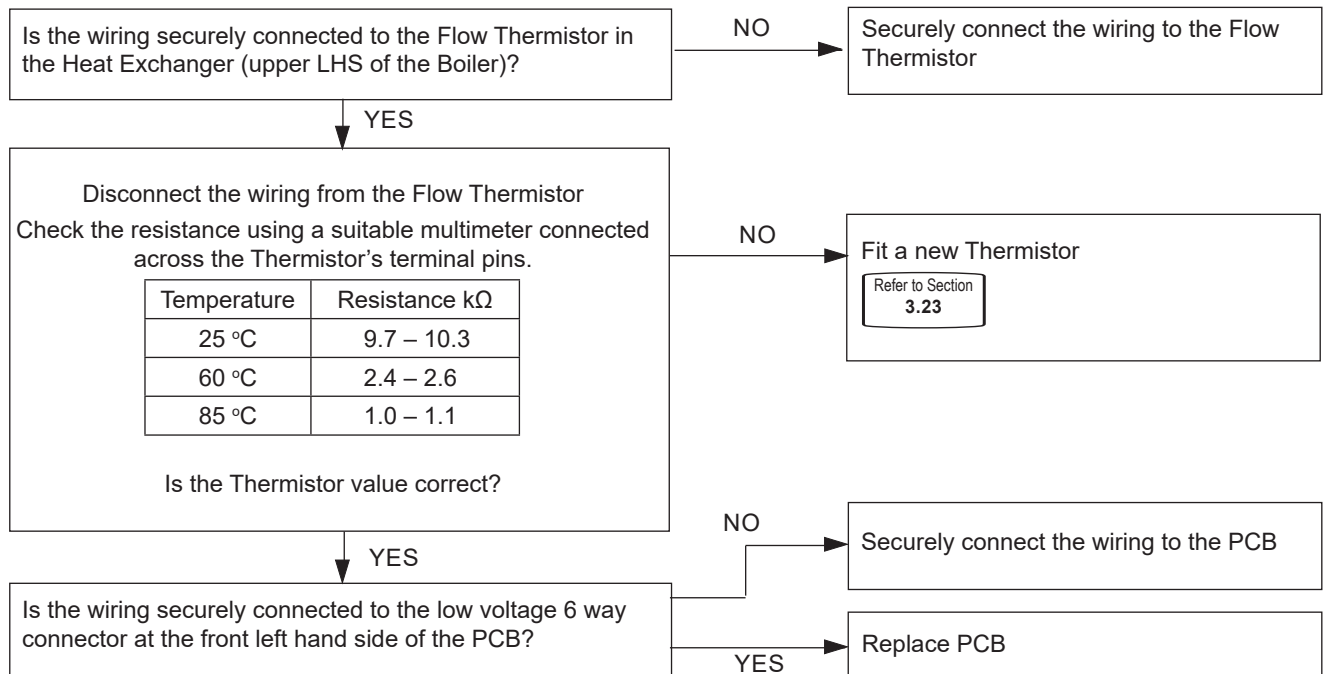 Is the wiring securely connected to the Flow Thermistor in
the Heat Exchanger (upper LHS of the Boiler)?
NO
Securely connect the wiring to the Flow
Thermistor
YES
Disconnect the wiring from the Flow Thermistor
Check the resistance using a suitable multimeter connected
across the Thermistor’s terminal pins.
Temperature Resistance kΩ
25 °C 9.7 – 10.3
60 °C 2.4 – 2.6
85 °C 1.0 – 1.1
Is the Thermistor value correct?
NO
Fit a new Thermistor
Refer to Section
3.23
YES
Is the wiring securely connected to the low voltage 6 way
connector at the front left hand side of the PCB?
NO
Securely connect the wiring to the PCB
YES
Replace PCB